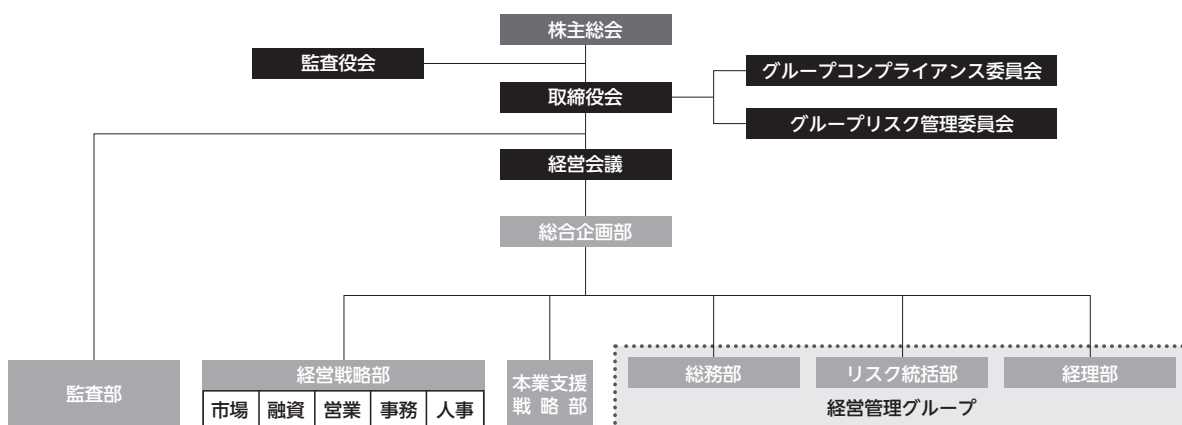 株主総会
監査役会
グループコンプライアンス委員会
取締役会
グループリスク管理委員会
経営会議
総合企画部
監査部
経営戦略部
市場
融資
営業
事務
人事
本業支援
戦略部
総務部
リスク統括部
経理部
経営管理グループ